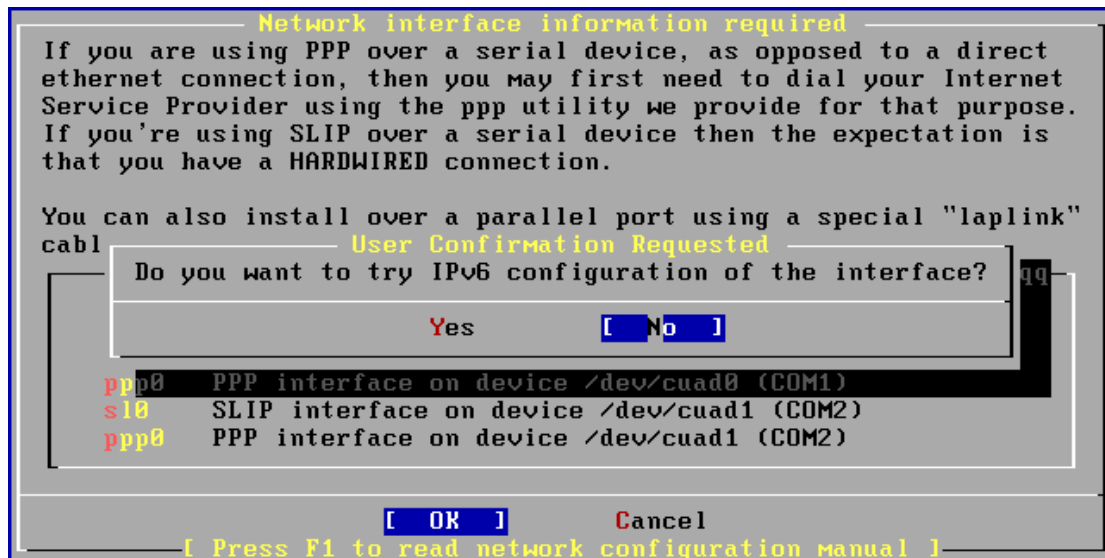 Network interface information required
If you are using PPP over a serial device, as opposed to a direct
ethernet connection, then you may first need to dial your Internet
Service Provider using the ppp utility we provide for that purpose.
If you're using SLIP over a serial device then the expectation is
that you have a HARDWIRED connection.
You can also install over a parallel port using a special "laplink"
cabl
User Confirmation Requested
Do you want to try IPv6 configuration of the interface?
qq
Yes [ No ]
ppp0 PPP interface on device /dev/cuad0 (COM1)
sl0 SLIP interface on device /dev/cuad1 (COM2)
ppp0 PPP interface on device /dev/cuad1 (COM2)
[ OK ] Cancel
[ Press F1 to read network configuration manual ]